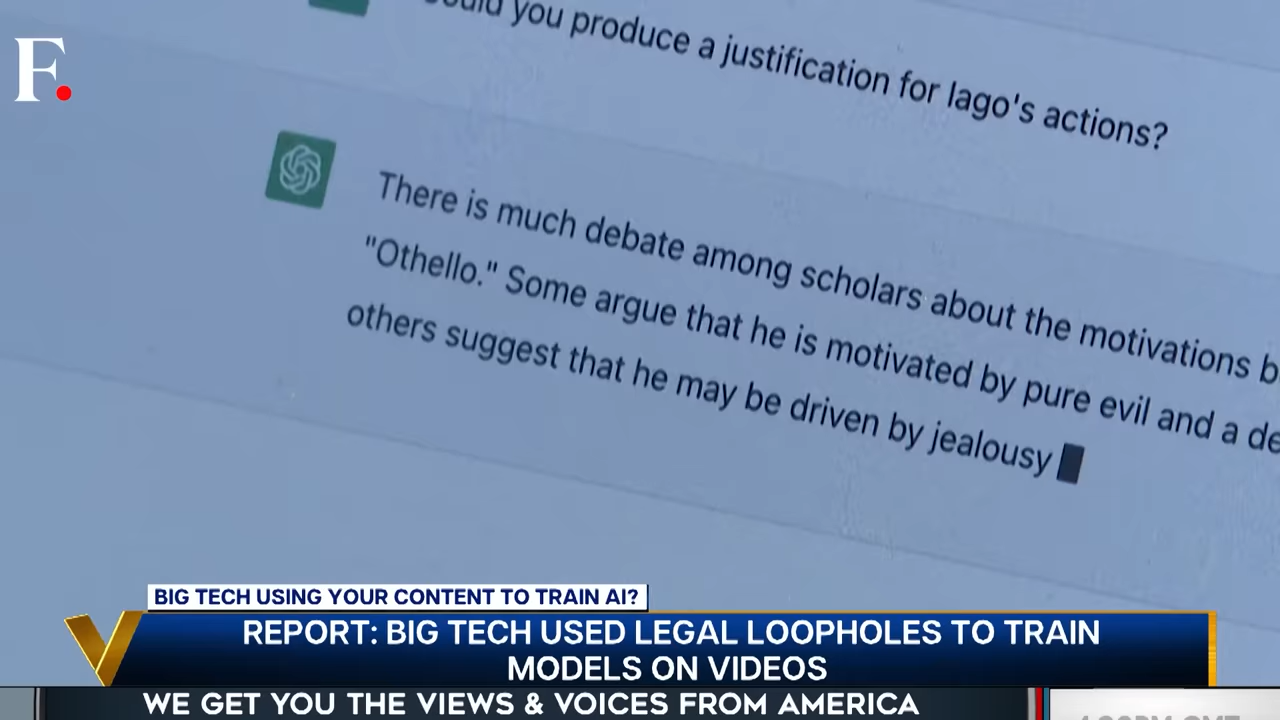 F.
you produce a justification for Iago's actions?
There is much debate among scholars about the motivations
"Othello." Some argue that he is motivated by pure evil and a
others suggest that he may be driven by jealousy
BIG TECH USING YOUR CONTENT TO TRAIN AI?
REPORT: BIG TECH USED LEGAL LOOPHOLES TO TRAIN
MODELS ON VIDEOS
WE GET YOU THE VIEWS & VOICES FROM AMERICA